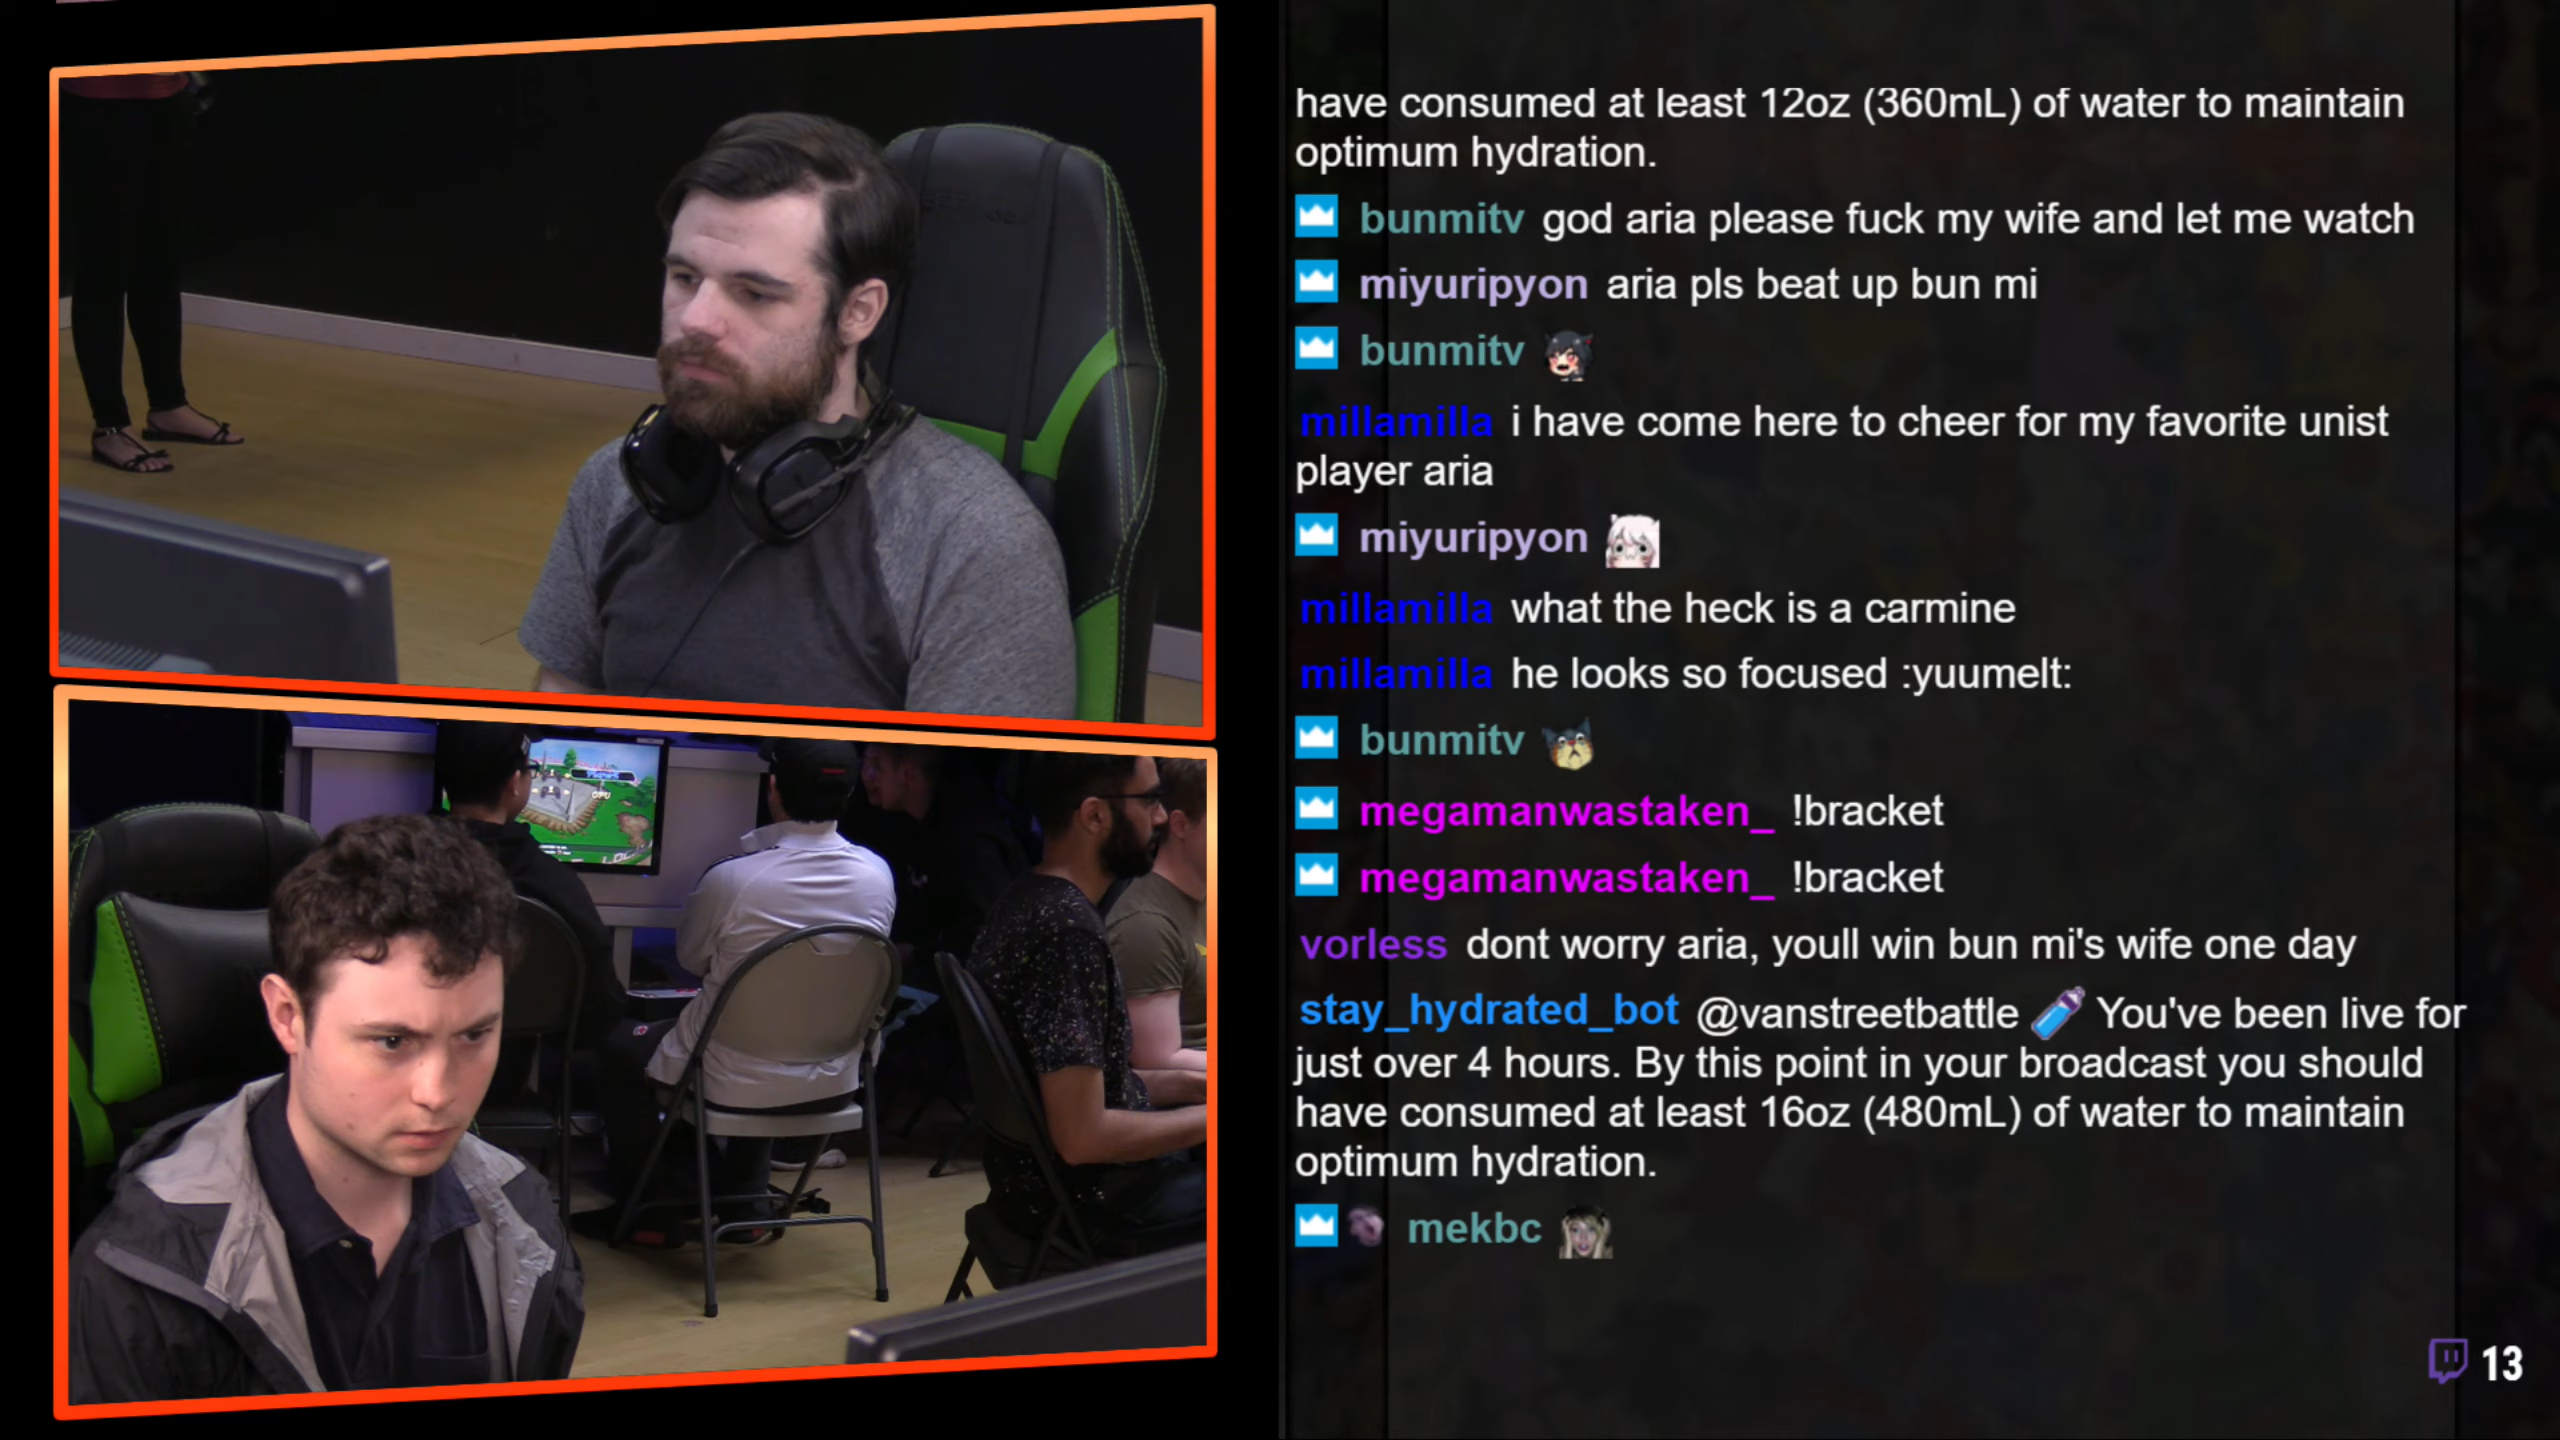 have consumed at least 12oz (360mL) of water to maintain
optimum hydration.
bunmitv god aria please fuck my wife and let me watch
miyuripyon aria pls beat up bun mi
bunmitv
millamilla i have come here to cheer for my favorite unist
player aria
miyuripyon
millamilla what the heck is a carmine
millamilla he looks so focused :yuumelt:
bunmitv
megamanwastaken_ !bracket
megamanwastaken_ !bracket
vorless dont worry aria, youll win bun mi's wife one day
stay_hydrated_bot @vanstreetbattle You've been live for
just over 4 hours. By this point in your broadcast you should
have consumed at least 16oz (480mL) of water to maintain
optimum hydration.
mekbc
13
CPU